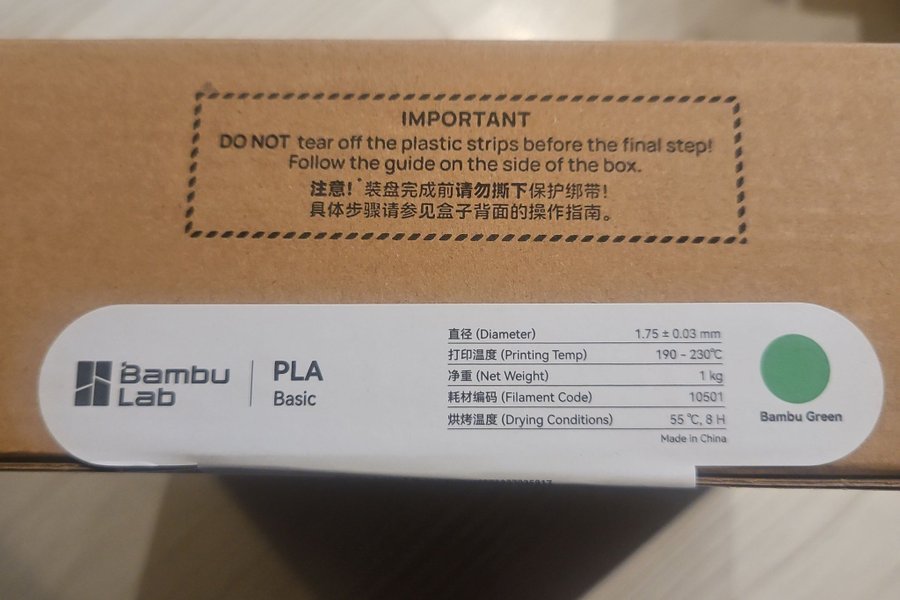 IMPORTANT
DO NOT tear off the plastic strips before the final step!
Follow the guide on the side of the box.
注意! 装盘完成前请勿撕下保护绑带!
具体步骤请参见盒子背面的操作指南。
Bambu Lab
PLA
Basic
直径 (Diameter) 1.75 ± 0.03 mm
打印温度 (Printing Temp) 190 - 230℃
净重 (Net Weight) 1 kg
耗材编码 (Filament Code) 10501
烘烤温度 (Drying Conditions) 55 ℃, 8 H
Made in China
Bambu Green